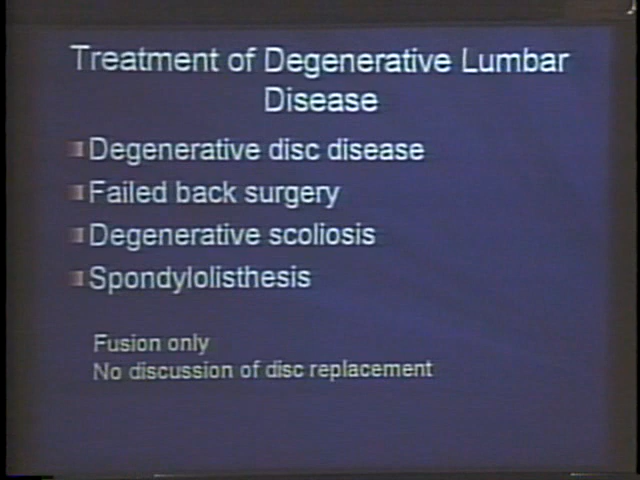 Treatment of Degenerative Lumbar
Disease
Degenerative disc disease
Failed back surgery
Degenerative scoliosis
Spondylolisthesis
Fusion only
No discussion of disc replacement